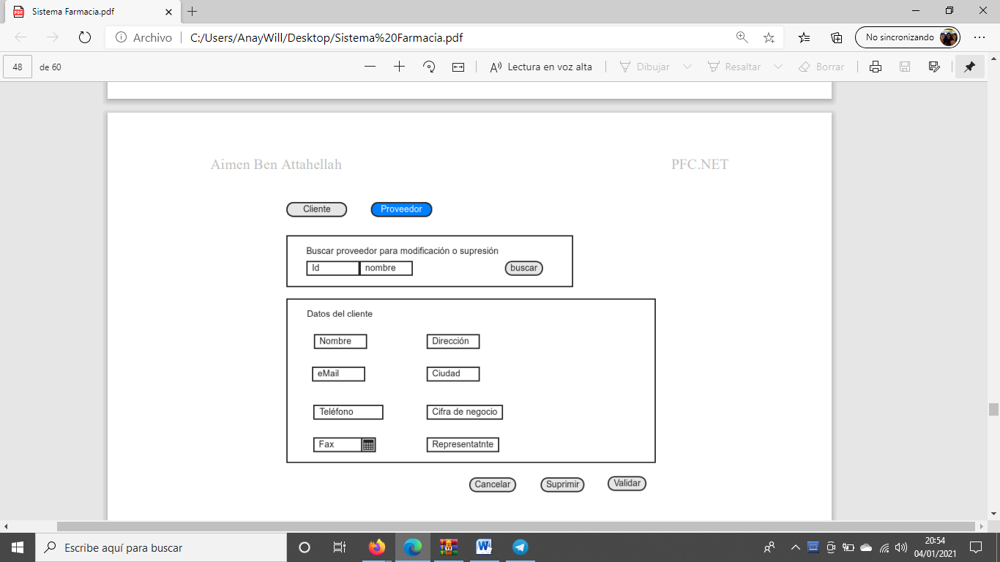 Sistema Farmacia.pdf
Archivo C:/Users/AnayWill/Desktop/Sistema%20Farmacia.pdf No sincronizando
48 de 60 Lectura en voz alta Dibujar Resaltar Borrar
Aimen Ben Attahellah PFC.NET
Cliente Proveedor
Buscar proveedor para modificación o supresión
Id nombre buscar
Datos del cliente
Nombre Dirección
eMail Ciudad
Teléfono Cifra de negocio
Fax Representatnte
Cancelar Suprimir Validar
Escribe aquí para buscar
20:54
04/01/2021